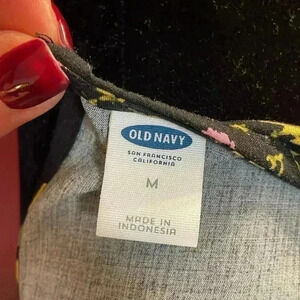 OLD NAVY
SAN FRANCISCO
CALIFORNIA
M
MADE IN
INDONESIA